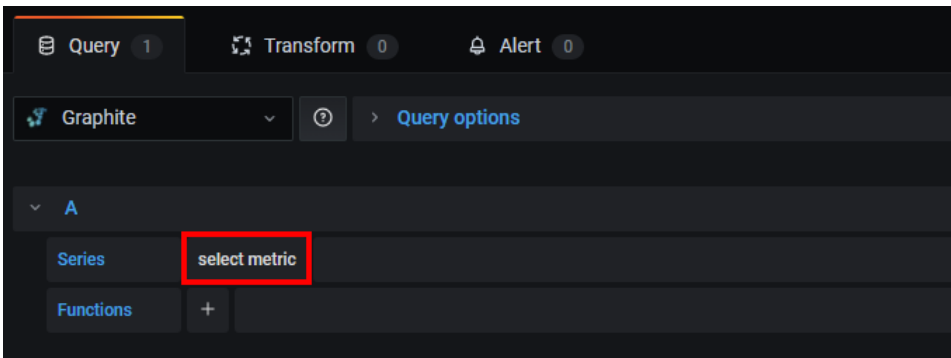 Query 1 Transform 0 Alert 0
Graphite Query options
A
Series select metric
Functions +